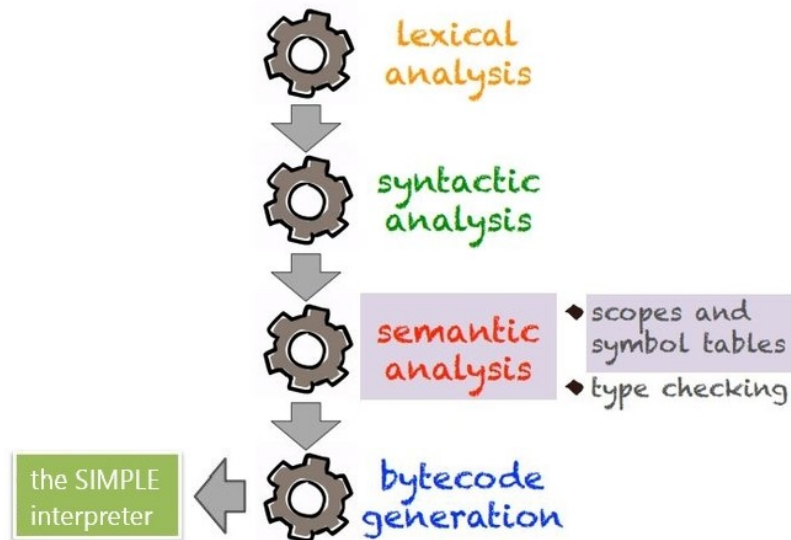 lexical
analysis
syntactic
analysis
semantic
analysis
scopes and
symbol tables
type checking
the SIMPLE
interpreter
bytecode
generation